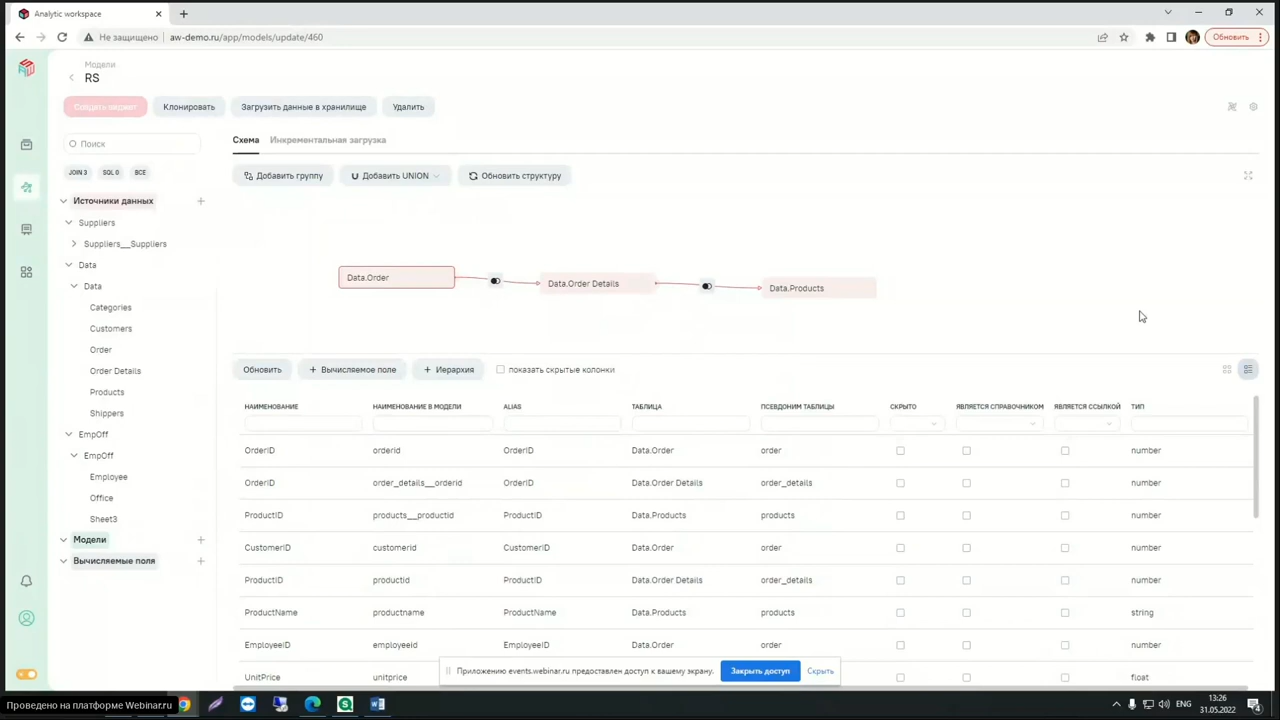 Analytic workspace
Не защищено aw-demo.ru/app/models/update/460
Обновить
Модели
RS
Создать виджет
Клонировать
Загрузить данные в хранилище
Удалить
Поиск
Схема
Инкрементальная загрузка
JOIN 3
SQL 0
ВСЕ
Добавить группу
Добавить UNION
Обновить структуру
Источники данных
Suppliers
Suppliers__Suppliers
Data
Data
Categories
Customers
Order
Order Details
Products
Shippers
EmpOff
EmpOff
Employee
Office
Sheet3
Модели
Вычисляемые поля
Data.Order
Data.Order Details
Data.Products
Обновить
+ Вычисляемое поле
+ Иерархия
показать скрытые колонки
НАИМЕНОВАНИЕ НАИМЕНОВАНИЕ В МОДЕЛИ ALIAS ТАБЛИЦА ПСЕВДОНИМ ТАБЛИЦЫ СКРЫТО ЯВЛЯЕТСЯ СПРАВОЧНИКОМ ЯВЛЯЕТСЯ ССЫЛКОЙ ТИП
OrderID orderid OrderID Data.Order order number
OrderID order_details__orderid OrderID Data.Order Details order_details number
ProductID products__productid ProductID Data.Products products number
CustomerID customerid CustomerID Data.Order order number
ProductID productid ProductID Data.Order Details order_details number
ProductName productname ProductName Data.Products products string
EmployeeID employeeid EmployeeID Data.Order order number
UnitPrice unitprice float
Приложению events.webinar.ru предоставлен доступ к вашему экрану.
Закрыть доступ
Скрыть
Проведено на платформе Webinar.ru
ENG
13:26
31.05.2022
4